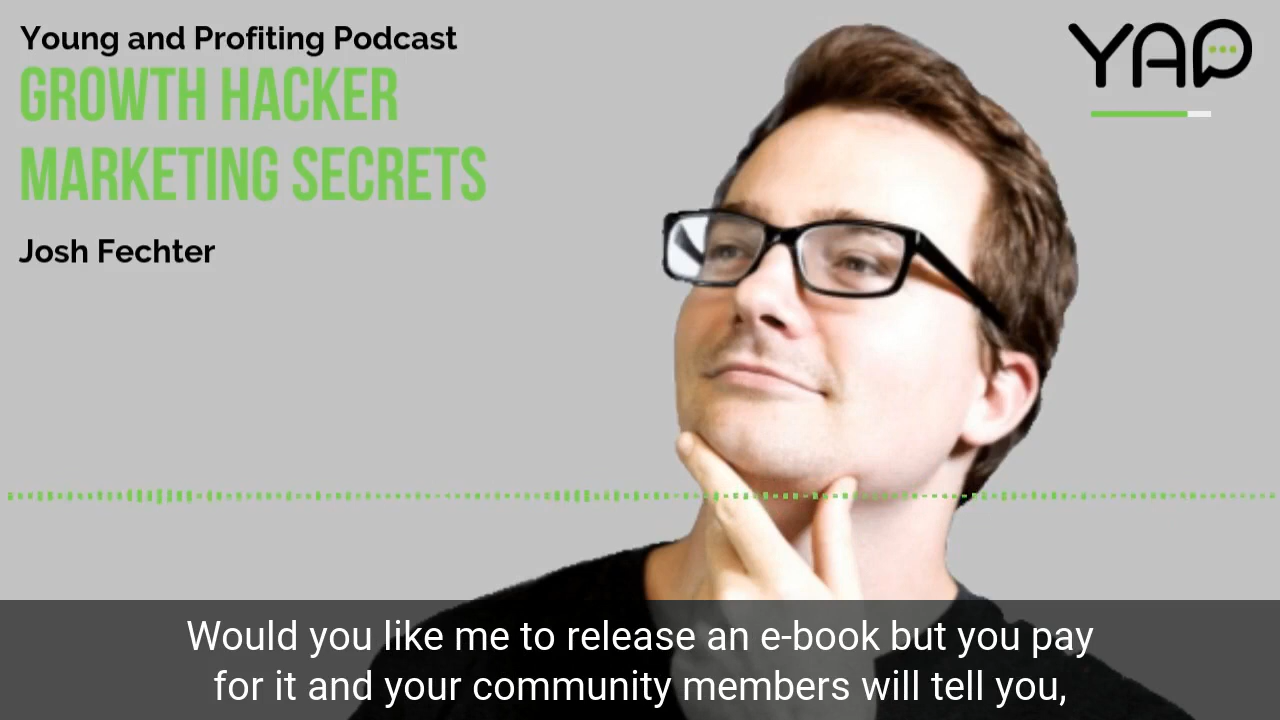 Young and Profiting Podcast
GROWTH HACKER
MARKETING SECRETS
Josh Fechter
YAP
Would you like me to release an e-book but you pay
for it and your community members will tell you,